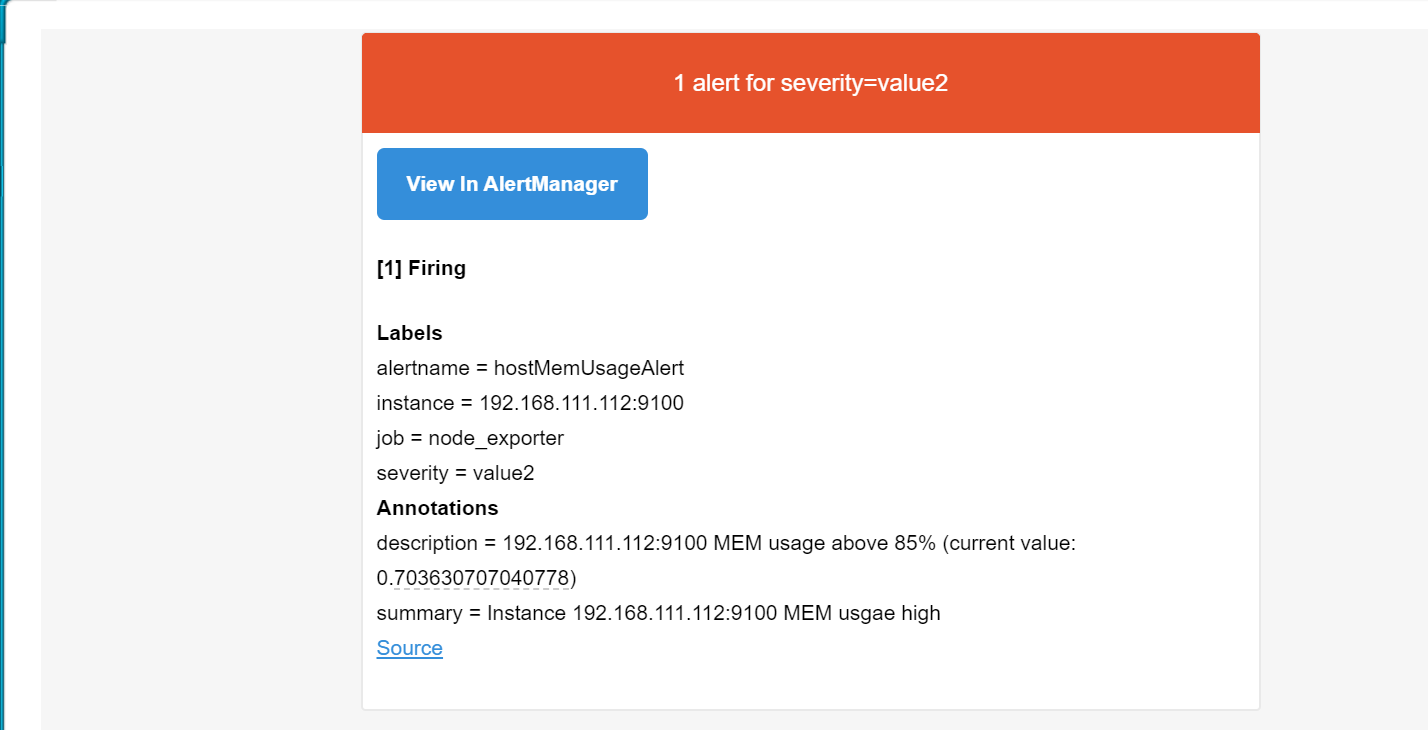 1 alert for severity=value2
View In AlertManager
[1] Firing
Labels
alertname = hostMemUsageAlert
instance = 192.168.111.112:9100
job = node_exporter
severity = value2
Annotations
description = 192.168.111.112:9100 MEM usage above 85% (current value:
0.703630707040778)
summary = Instance 192.168.111.112:9100 MEM usgae high
Source